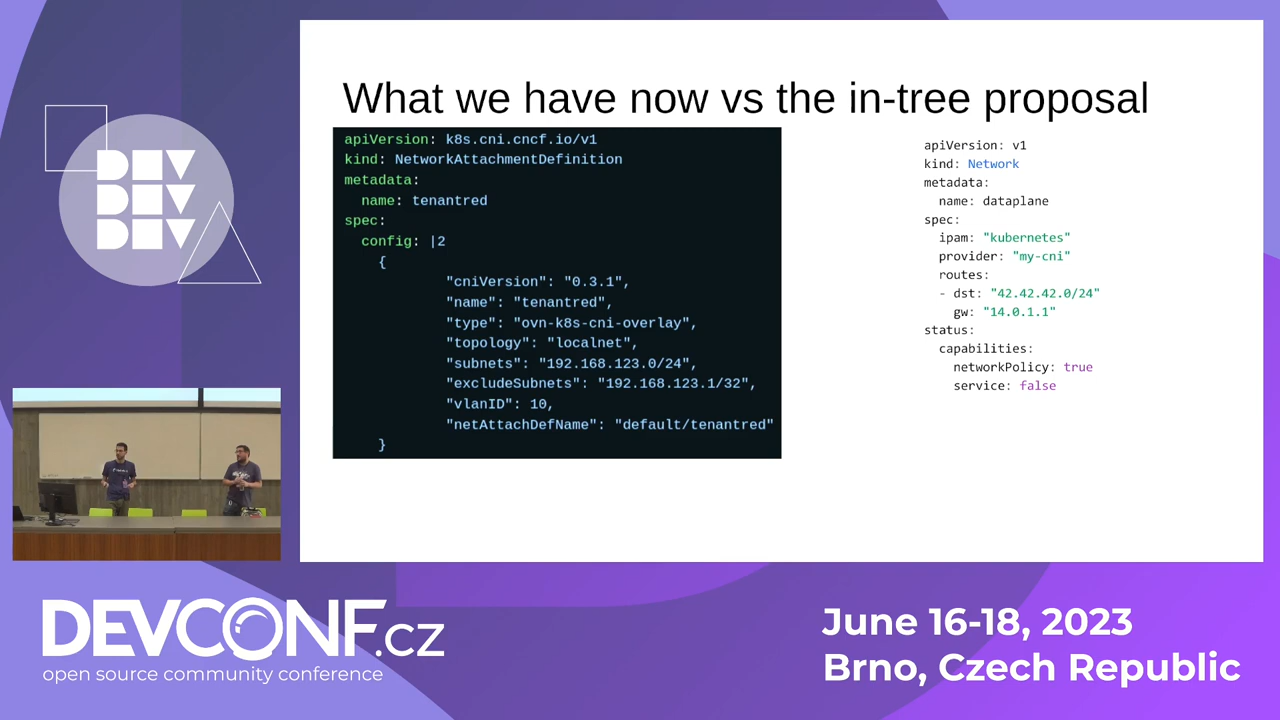 DEV
DEV
DEV
What we have now vs the in-tree proposal
apiVersion: k8s.cni.cncf.io/v1
kind: NetworkAttachmentDefinition
metadata:
  name: tenantred
spec:
  config: |2
    {
            "cniVersion": "0.3.1",
            "name": "tenantred",
            "type": "ovn-k8s-cni-overlay",
            "topology": "localnet",
            "subnets": "192.168.123.0/24",
            "excludeSubnets": "192.168.123.1/32",
            "vlanID": 10,
            "netAttachDefName": "default/tenantred"
    }
apiVersion: v1
kind: Network
metadata:
  name: dataplane
spec:
  ipam: "kubernetes"
  provider: "my-cni"
  routes:
  - dst: "42.42.42.0/24"
    gw: "14.0.1.1"
status:
  capabilities:
    networkPolicy: true
    service: false
DEVCONF.cz
open source community conference
June 16-18, 2023
Brno, Czech Republic